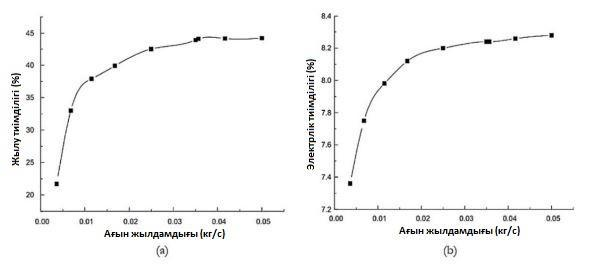 Жылу тиімділігі (%)
45
40
35
30
25
20
0.00 0.01 0.02 0.03 0.04 0.05
Ағын жылдамдығы (кг/с)
(a)
Электрлік тиімділігі (%)
8.4
8.2
8.0
7.8
7.6
7.4
7.2
0.00 0.01 0.02 0.03 0.04 0.05
Ағын жылдамдығы (кг/с)
(b)